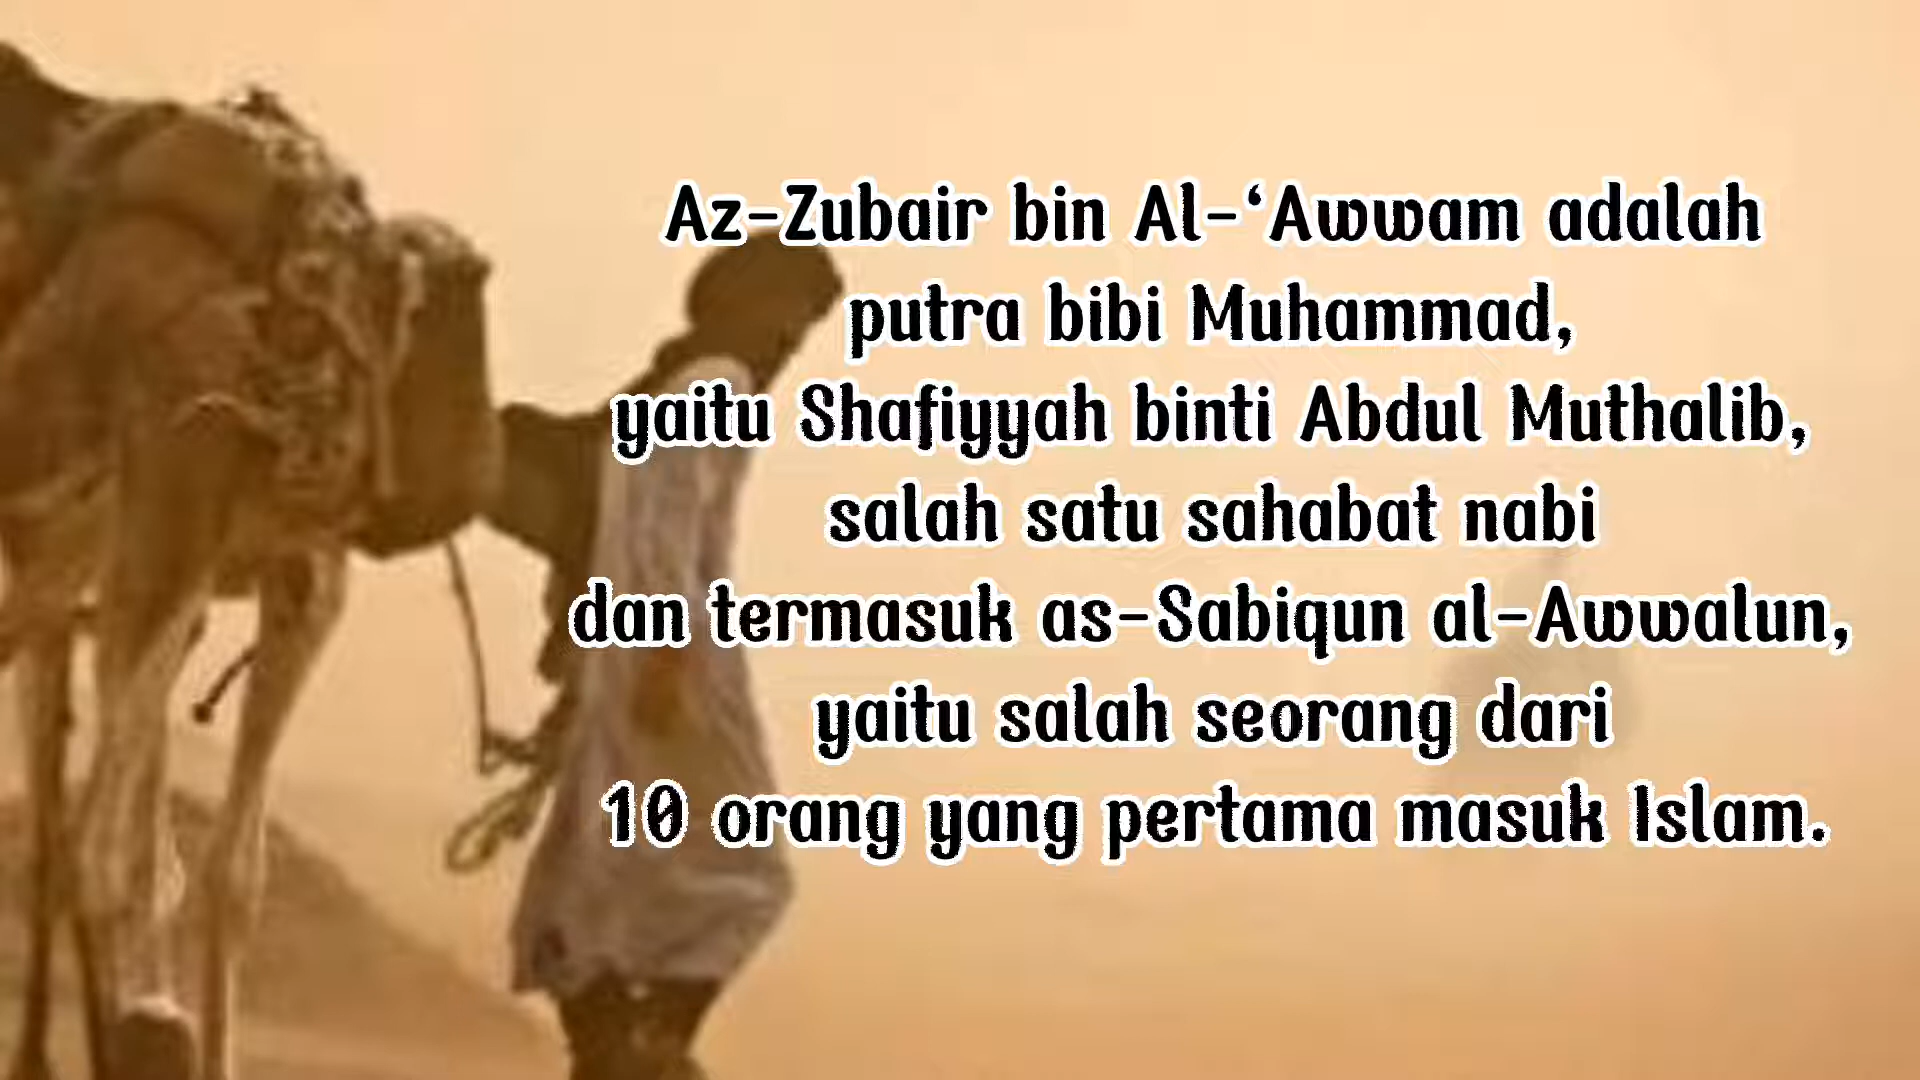 Az-Zubair bin Al-‘Awwam adalah
putra bibi Muhammad,
yaitu Shafiyyah binti Abdul Muthalib,
salah satu sahabat nabi
dan termasuk as-Sabiqun al-Awwalun,
yaitu salah seorang dari
10 orang yang pertama masuk Islam.